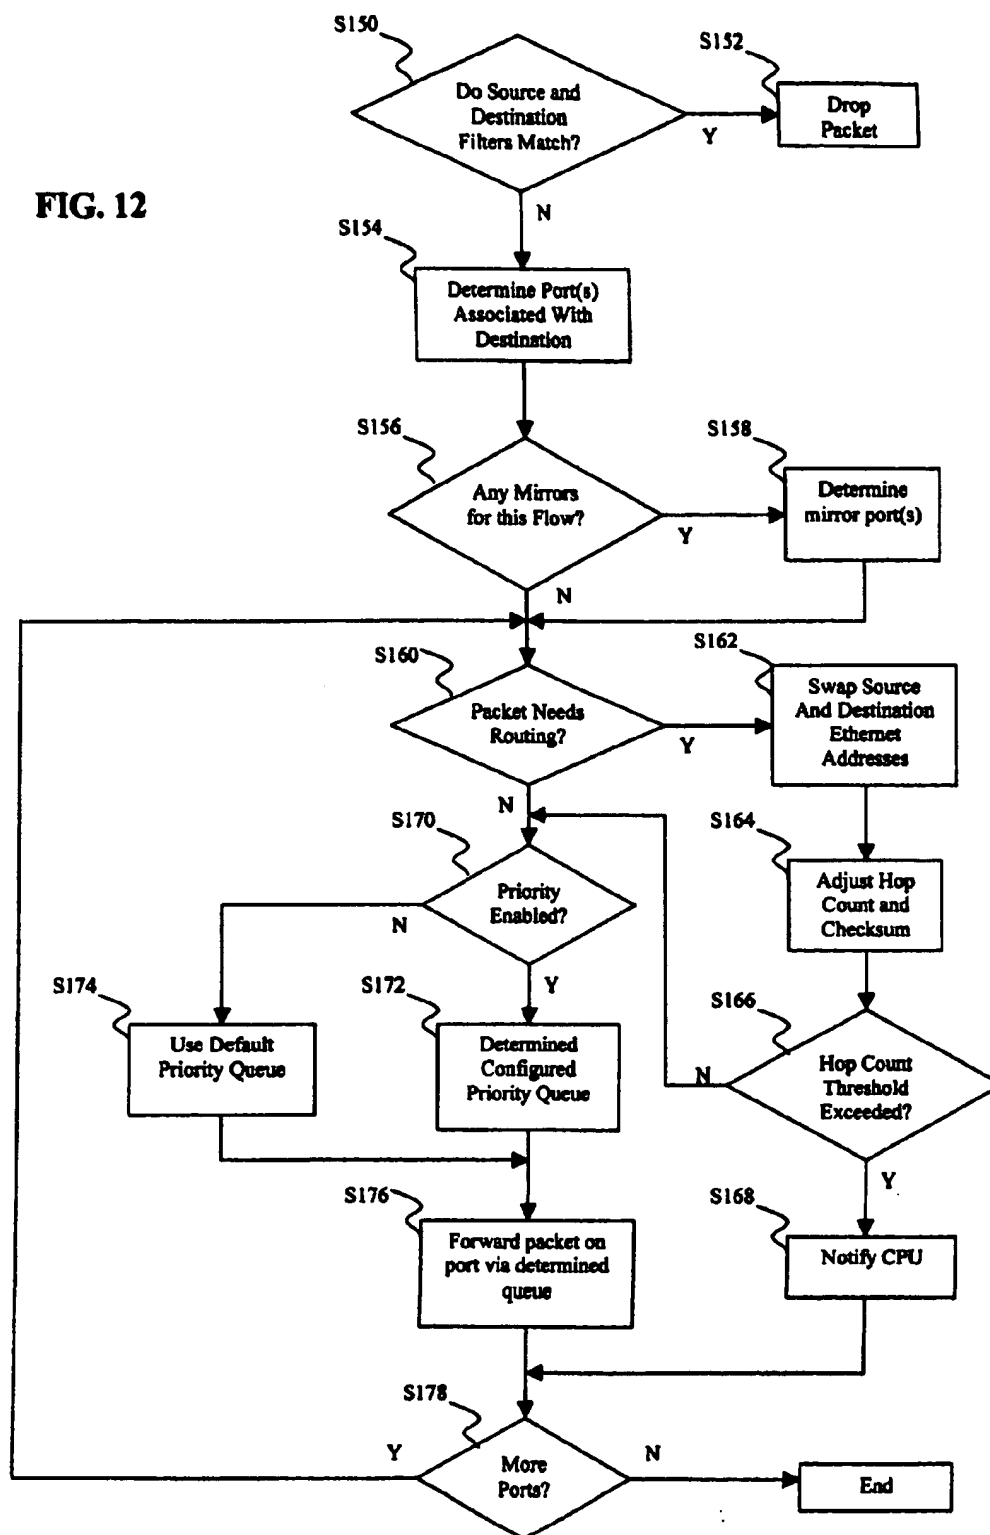 S150
Do Source and
Destination
Filters Match?
Y
S152
Drop
Packet
FIG. 12
N
S154
Determine Port(s)
Associated With
Destination
S156
Any Mirrors
for this Flow?
Y
S158
Determine
mirror port(s)
N
S160
Packet Needs
Routing?
Y
S162
Swap Source
And Destination
Ethernet
Addresses
N
S164
Adjust Hop
Count and
Checksum
S170
Priority
Enabled?
N
Y
S166
Hop Count
Threshold
Exceeded?
N
Y
S174
Use Default
Priority Queue
S172
Determined
Configured
Priority Queue
S176
Forward packet on
port via determined
queue
S168
Notify CPU
S178
More
Ports?
Y
N
End